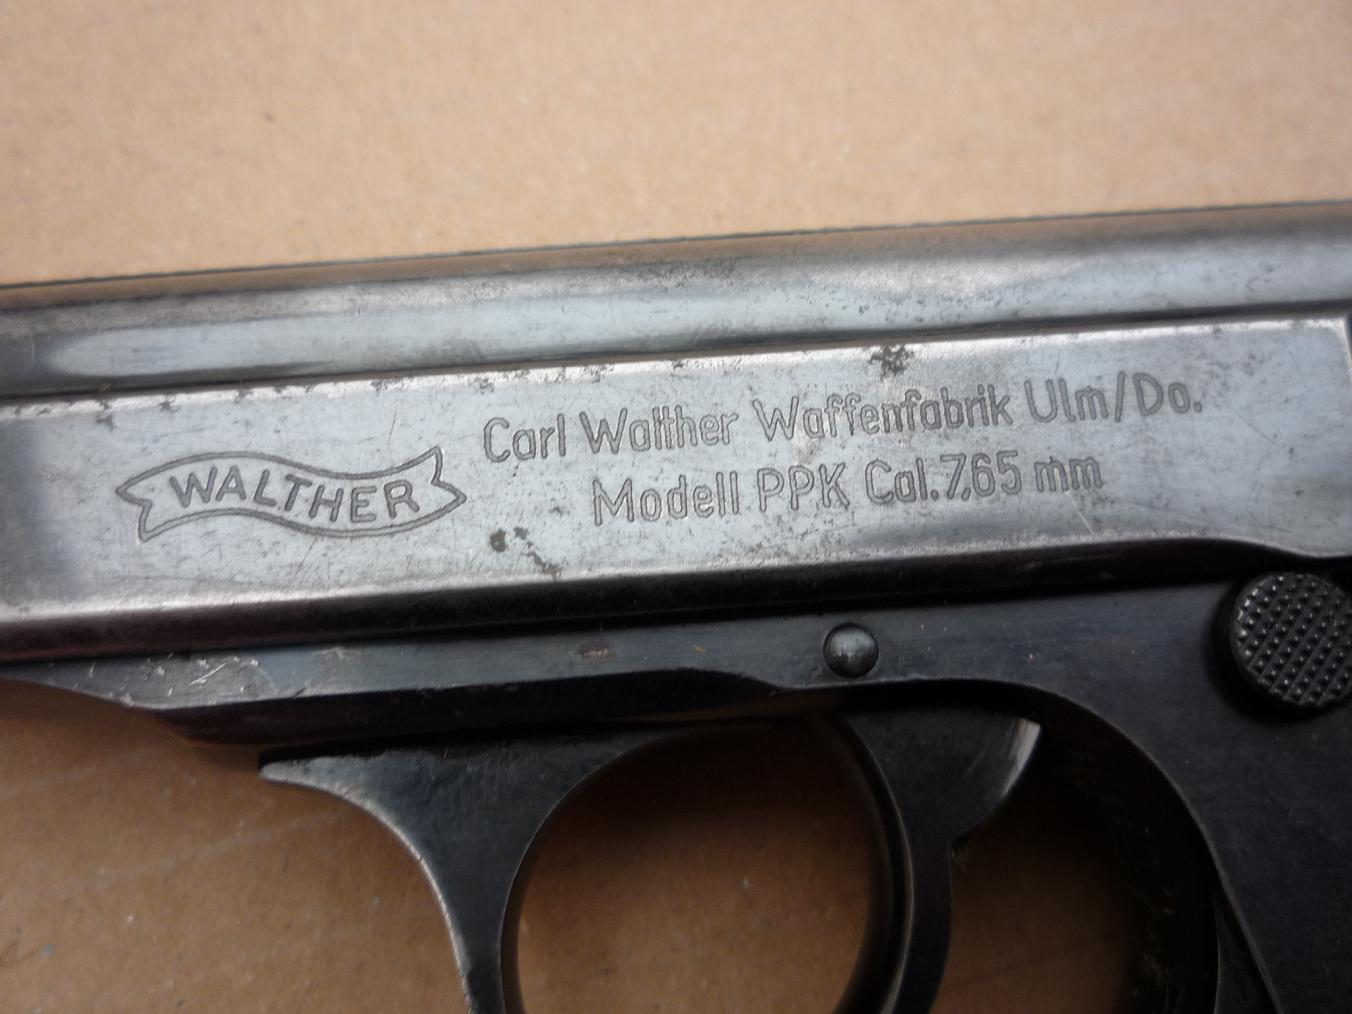 WALTHER
Carl Walther Waffenfabrik Ulm/Do.
Modell PPK Cal.7,65 mm